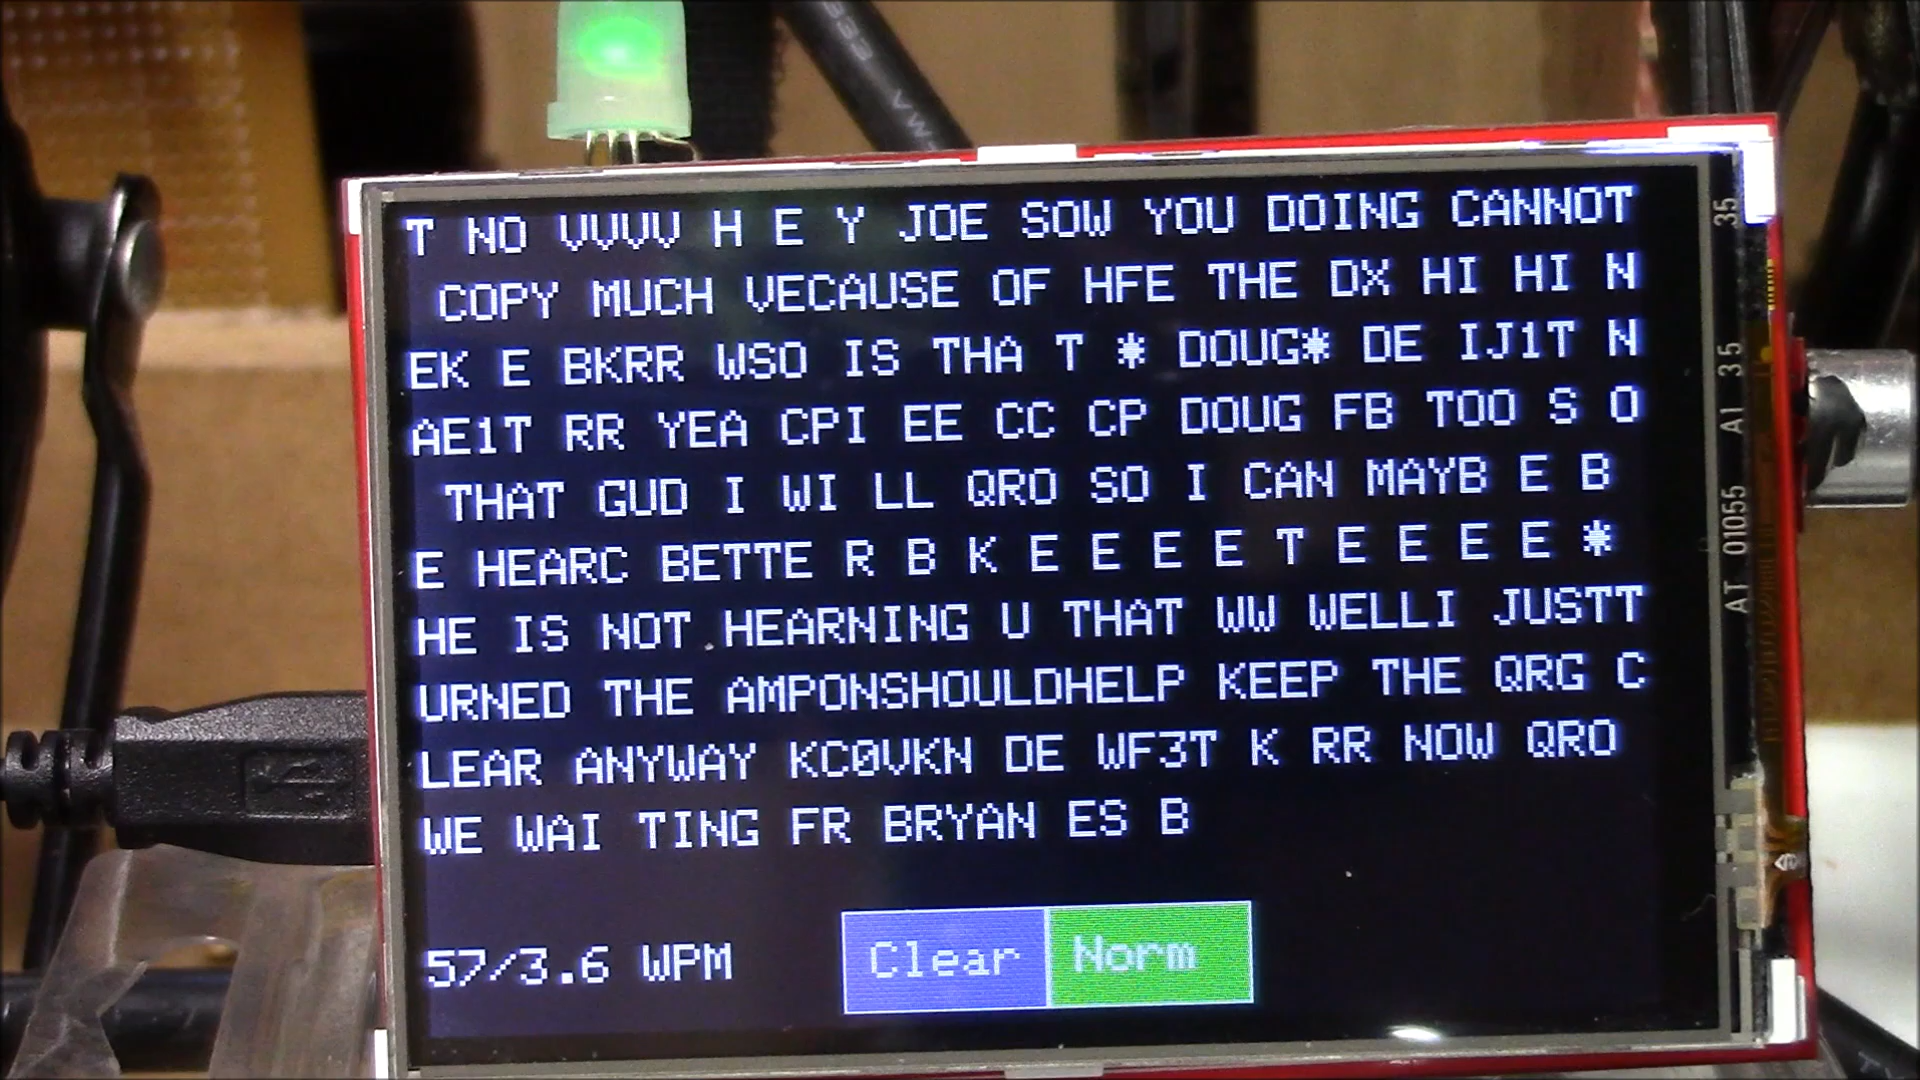 332 VW
T NO VVVV H E Y JOE SOW YOU DOING CANNOT
COPY MUCH VECAUSE OF HFE THE DX HI HI N
EK E BKRR WSO IS THA T * DOUG* DE IJ1T N
AE1T RR YEA CPI EE CC CP DOUG FB TOO S O
THAT GUD I WI LL QRO SO I CAN MAYB E B
E HEARC BETTE R B K E E E E T E E E E *
HE IS NOT HEARNING U THAT WW WELLI JUSTT
URNED THE AMPONSHOULDHELP KEEP THE QRG C
LEAR ANYWAY KC0VKN DE WF3T K RR NOW QRO
WE WAI TING FR BRYAN ES B
57/3.6 WPM
Clear
Norm
AT 01055 A1 35 35